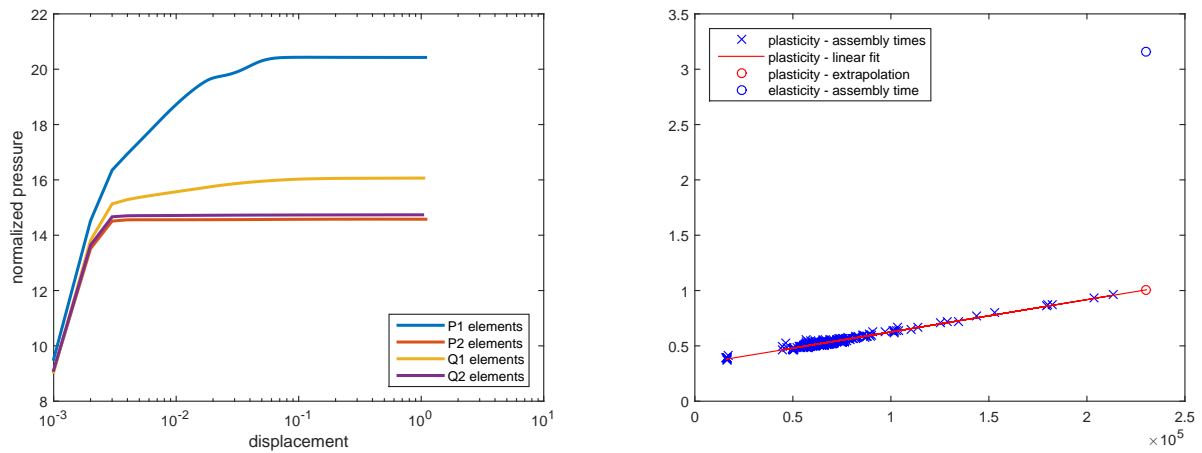 22
20
18
16
14
12
10
8
normalized pressure
P1 elements
P2 elements
Q1 elements
Q2 elements
10^-3
10^-2
10^-1
10^0
10^1
displacement
3.5
3
2.5
2
1.5
1
0.5
0
plasticity - assembly times
plasticity - linear fit
plasticity - extrapolation
elasticity - assembly time
0
0.5
1
1.5
2
2.5
×10^5